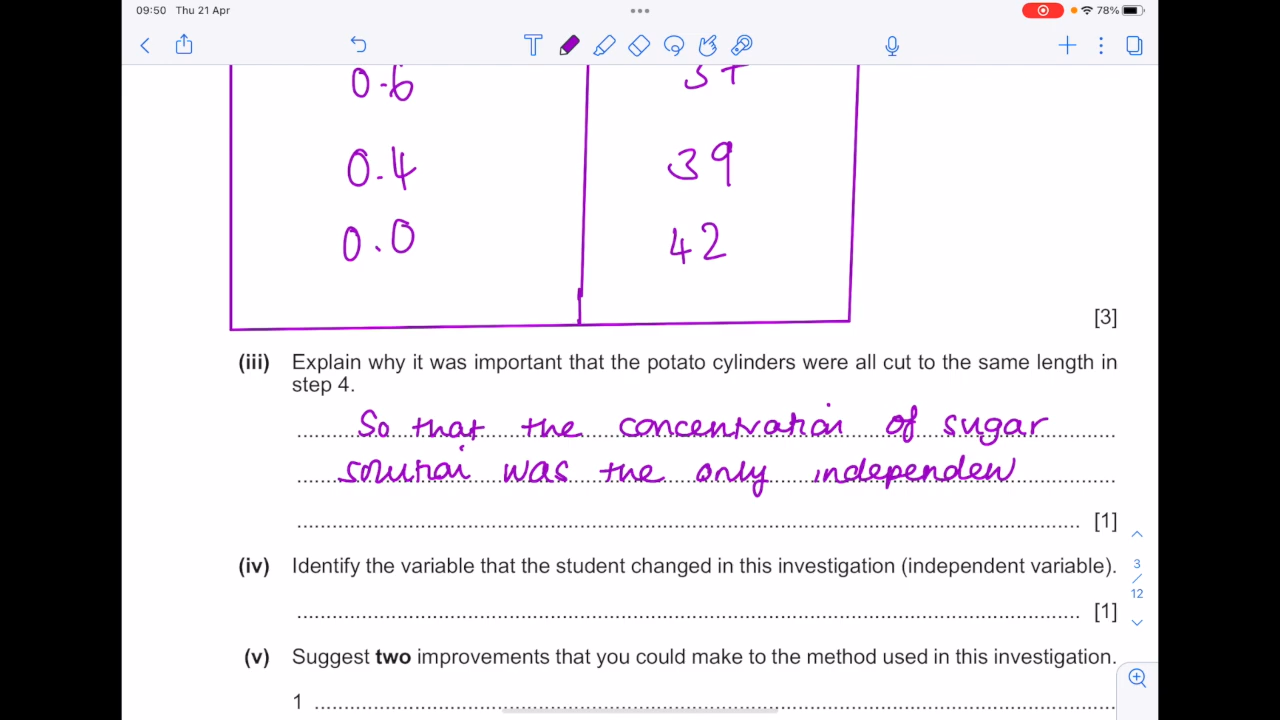 09:50 Thu 21 Apr
78%
T
0.6
0.4 39
0.0 42
[3]
(iii) Explain why it was important that the potato cylinders were all cut to the same length in
step 4.
So that the concentration of sugar
solution was the only independen
[1]
(iv) Identify the variable that the student changed in this investigation (independent variable).
[1]
3
/
12
(v) Suggest two improvements that you could make to the method used in this investigation.
1